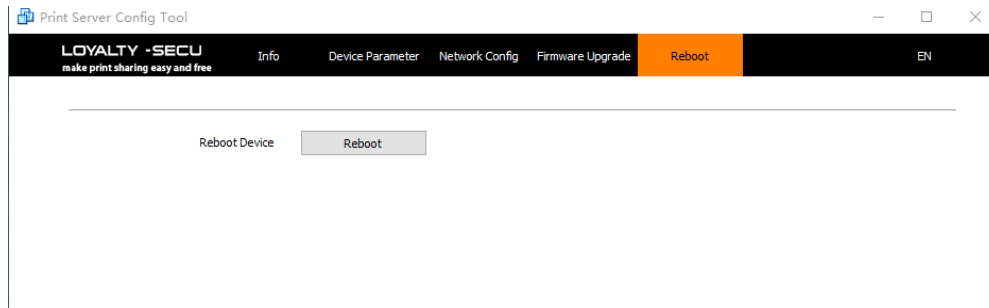 Print Server Config Tool
LOYALTY -SECU
make print sharing easy and free
Info Device Parameter Network Config Firmware Upgrade Reboot EN
Reboot Device Reboot